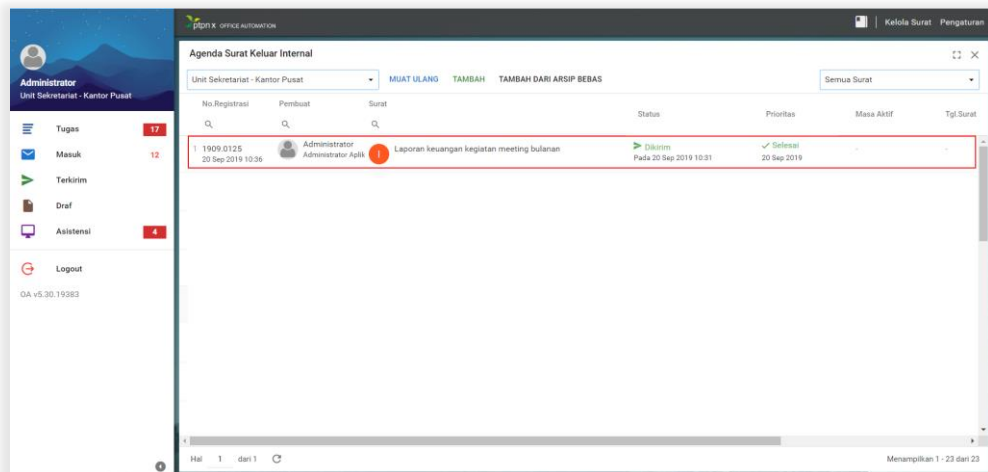 ptpn x OFFICE AUTOMATION
Kelola Surat Pengaturan
Administrator
Unit Sekretariat - Kantor Pusat
Tugas 17
Masuk 12
Terkirim
Draf
Asistensi 4
Logout
OA v5.30.19383
Agenda Surat Keluar Internal
Unit Sekretariat - Kantor Pusat MUAT ULANG TAMBAH TAMBAH DARI ARSIP BEBAS Semua Surat
No.Registrasi Pembuat Surat Status Prioritas Masa Aktif Tgl.Surat
1 1909.0125 Administrator 1 Laporan keuangan kegiatan meeting bulanan Dikirim Selesai - -
20 Sep 2019 10:36 Administrator Aplik Pada 20 Sep 2019 10:31 20 Sep 2019
Hal 1 dari 1 Menampilkan 1 - 23 dari 23